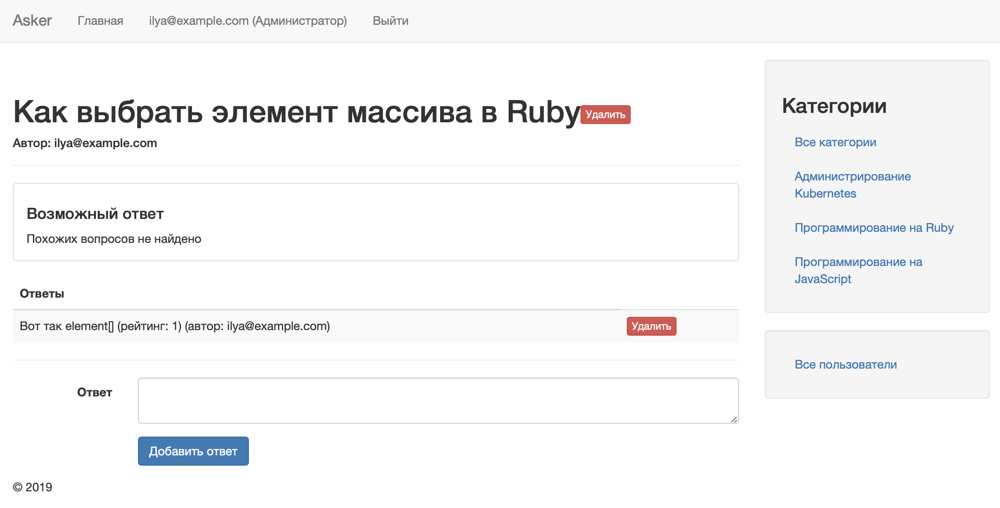 Asker Главная ilya@example.com (Администратор) Выйти
Как выбрать элемент массива в Ruby Удалить
Автор: ilya@example.com
Возможный ответ
Похожих вопросов не найдено
Ответы
Вот так element[] (рейтинг: 1) (автор: ilya@example.com) Удалить
Ответ
Добавить ответ
© 2019
Категории
Все категории
Администрирование
Kubernetes
Программирование на Ruby
Программирование на
JavaScript
Все пользователи